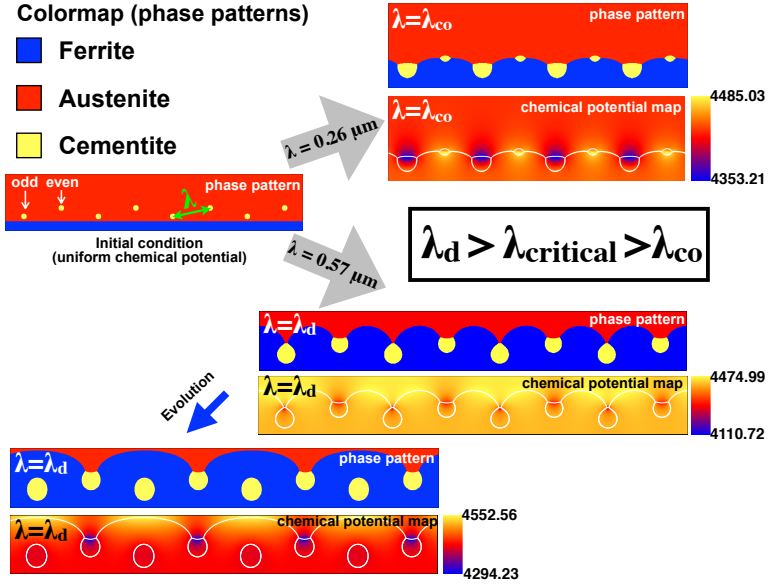 Colormap (phase patterns)
Ferrite
Austenite
Cementite
λ=λco
phase pattern
λ = 0.26 μm
λ=λco
chemical potential map
4485.03
4353.21
odd even
phase pattern
λ
Initial condition
(uniform chemical potential)
λd > λcritical > λco
λ = 0.57 μm
λ=λd
phase pattern
λ=λd
chemical potential map
4474.99
4110.72
Evolution
λ=λd
phase pattern
λ=λd
chemical potential map
4552.56
4294.23